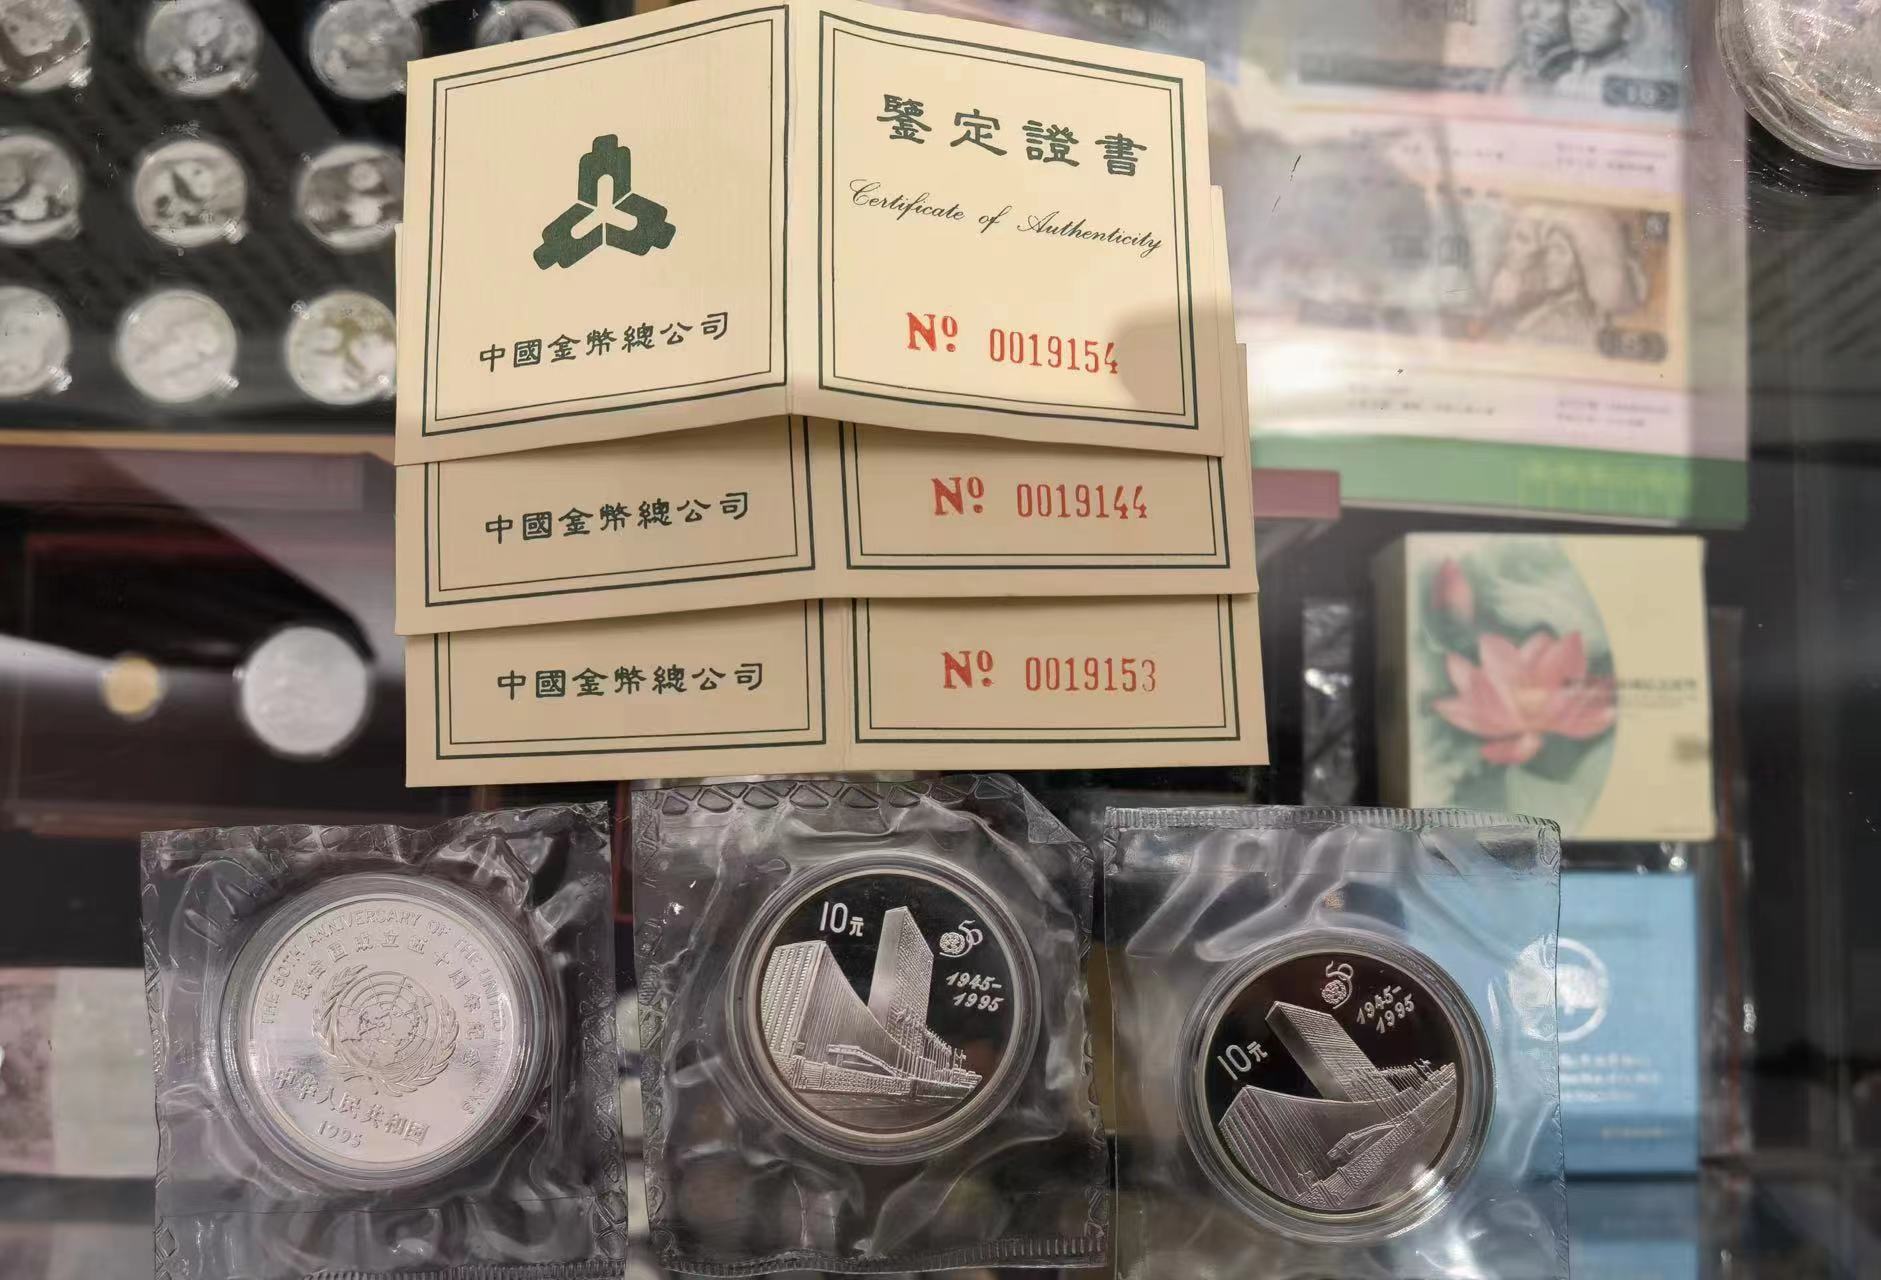 鑒定證書
Certificate of Authenticity
中國金幣總公司
Nº 0019154
中國金幣總公司
Nº 0019144
中國金幣總公司
Nº 0019153
THE 50TH ANNIVERSARY OF THE UNITED NATIONS
联合国成立五十周年纪念
中华人民共和国
1995
10元
50
1945-
1995
10元
50
1945-
1995